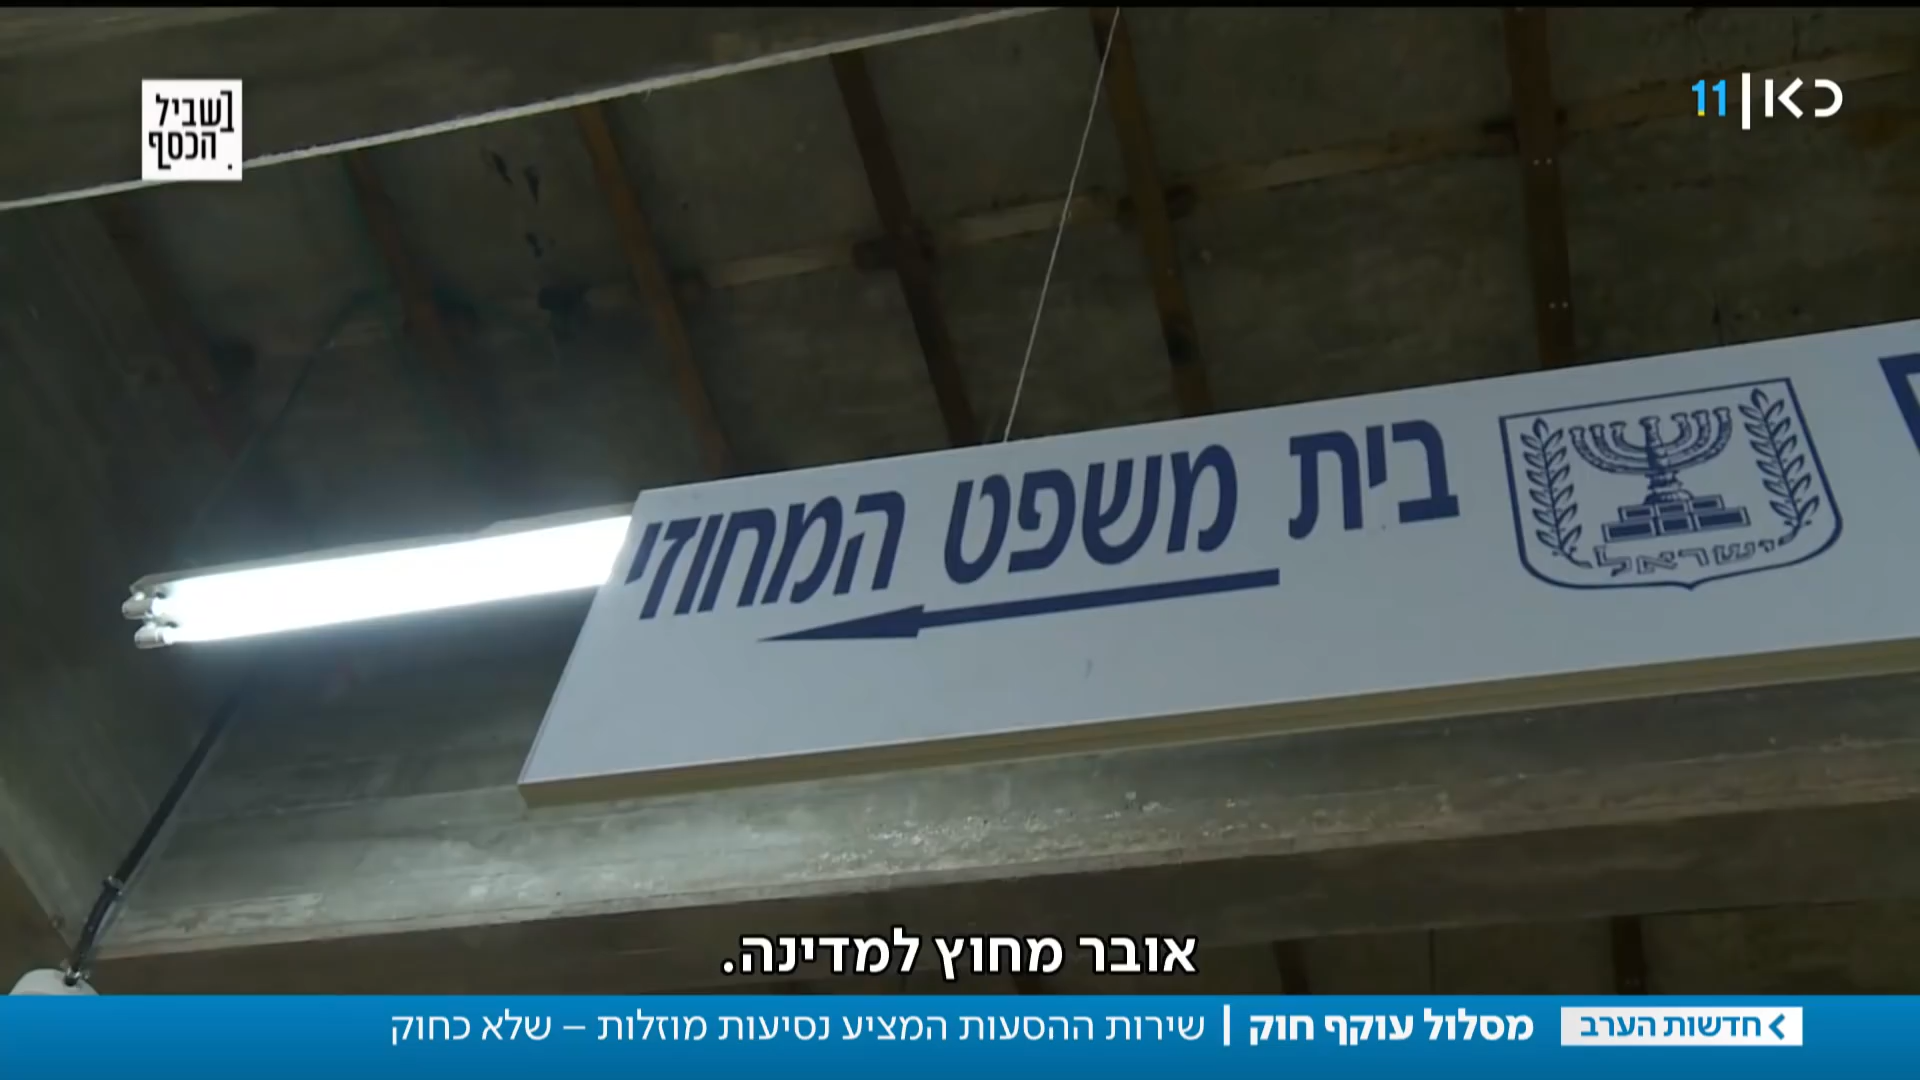 בשביל
הכסף.
כאן 11
בית משפט המחוזי
ישראל
אובר מחוץ למדינה.
חדשות הערב
מסלול עוקף חוק | שירות ההסעות המציע נסיעות מוזלות – שלא כחוק